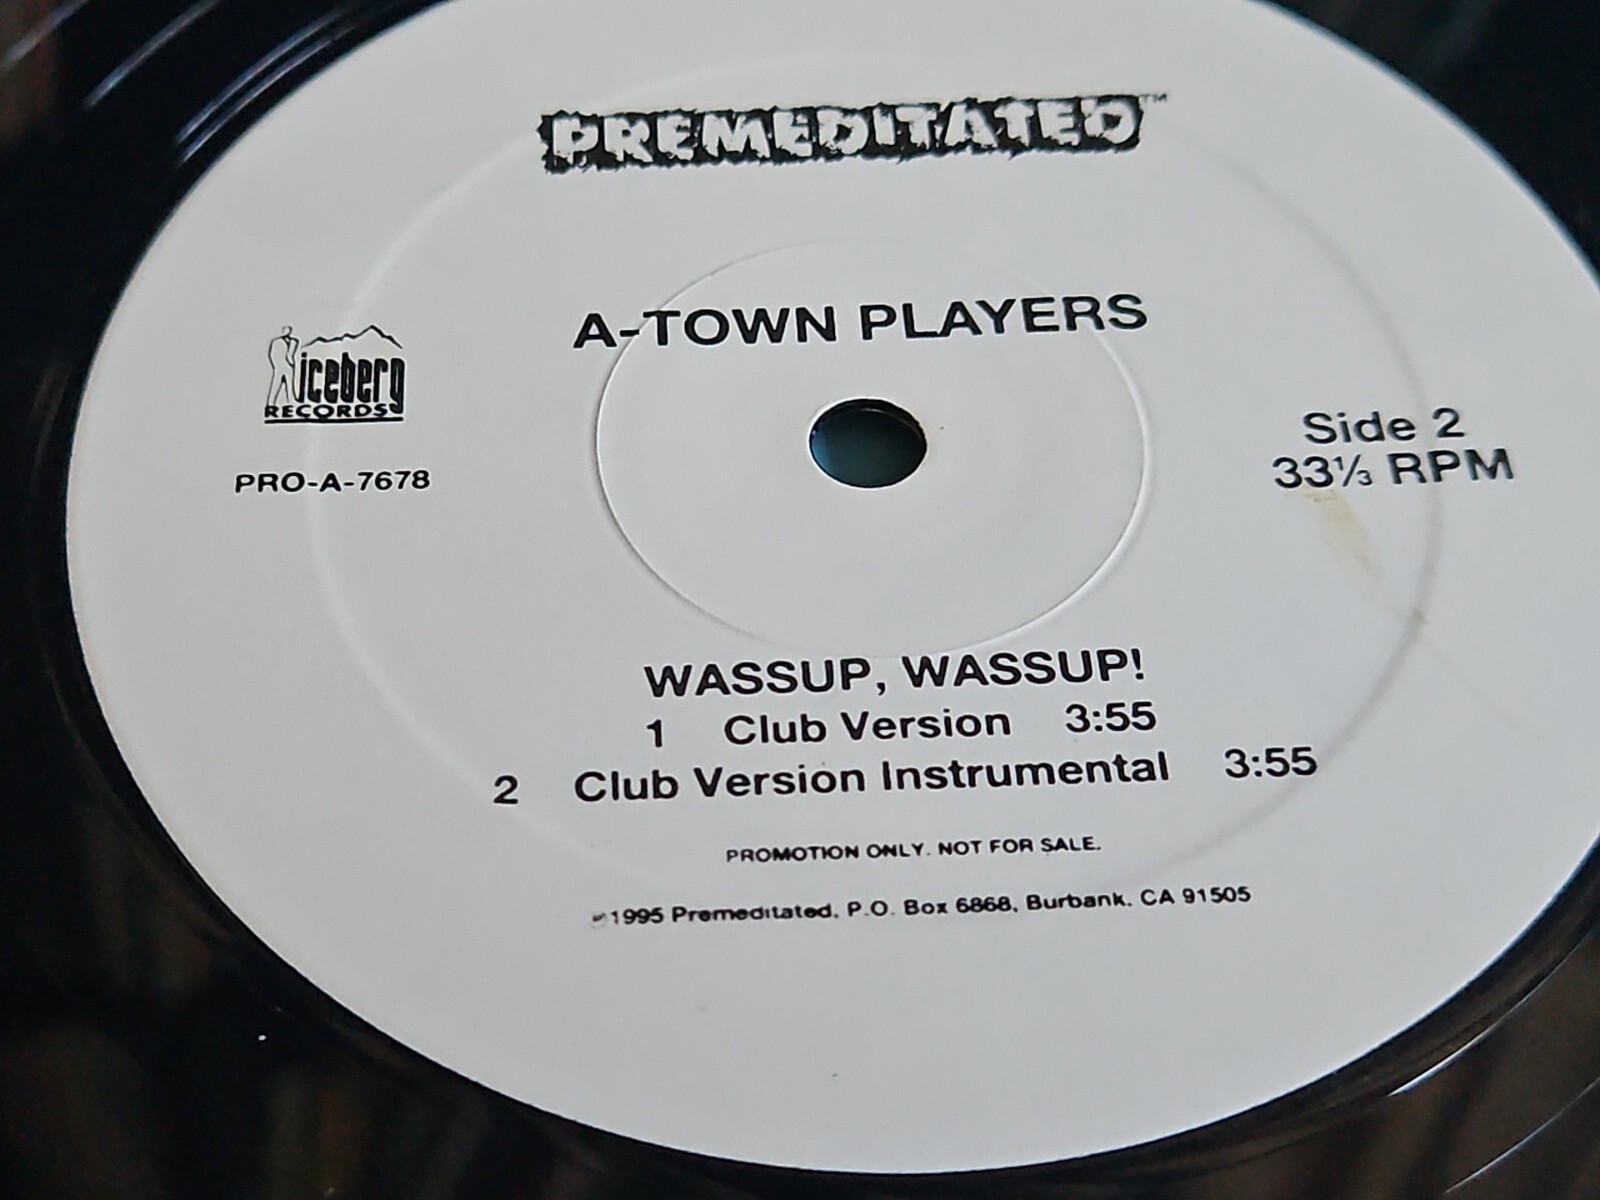 PREMEDITATED™
A-TOWN PLAYERS
iceberg
RECORDS
PRO-A-7678
Side 2
33⅓ RPM
WASSUP, WASSUP!
1 Club Version 3:55
2 Club Version Instrumental 3:55
PROMOTION ONLY. NOT FOR SALE.
℗1995 Premeditated, P.O. Box 6868, Burbank, CA 91505